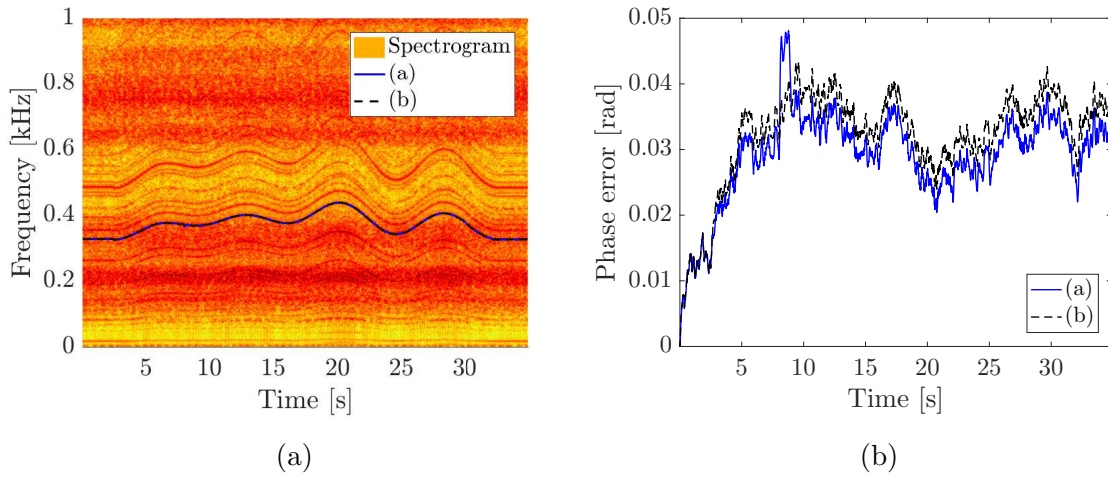 1
0.8
0.6
0.4
0.2
0
Frequency [kHz]
Spectrogram
(a)
(b)
5 10 15 20 25 30
Time [s]
(a)
0.05
0.04
0.03
0.02
0.01
0
Phase error [rad]
(a)
(b)
5 10 15 20 25 30
Time [s]
(b)